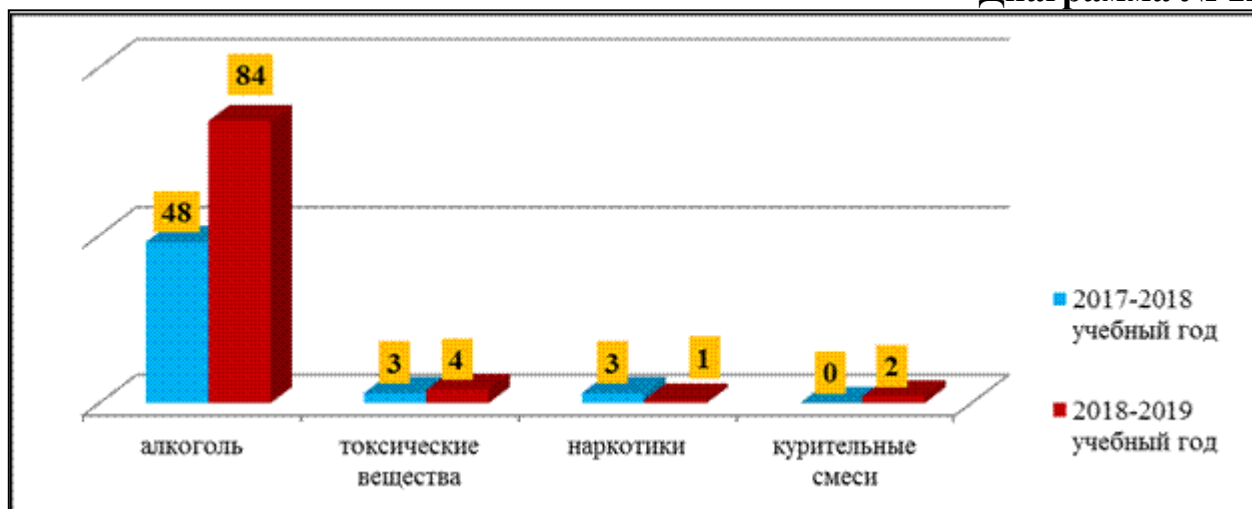 84
48
3
4
3
1
0
2
алкоголь
токсические
вещества
наркотики
курительные
смеси
2017-2018
учебный год
2018-2019
учебный год